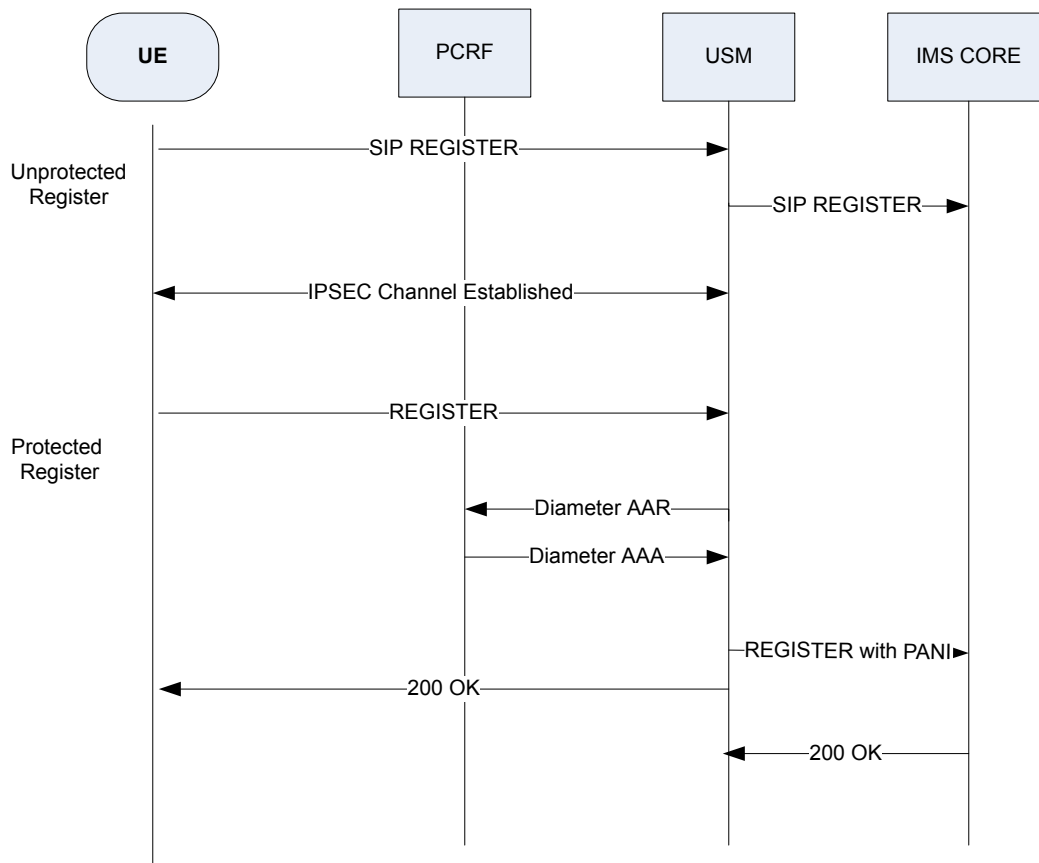 UE
PCRF
USM
IMS CORE
SIP REGISTER
Unprotected
Register
SIP REGISTER
IPSEC Channel Established
REGISTER
Protected
Register
Diameter AAR
Diameter AAA
REGISTER with PANI
200 OK
200 OK